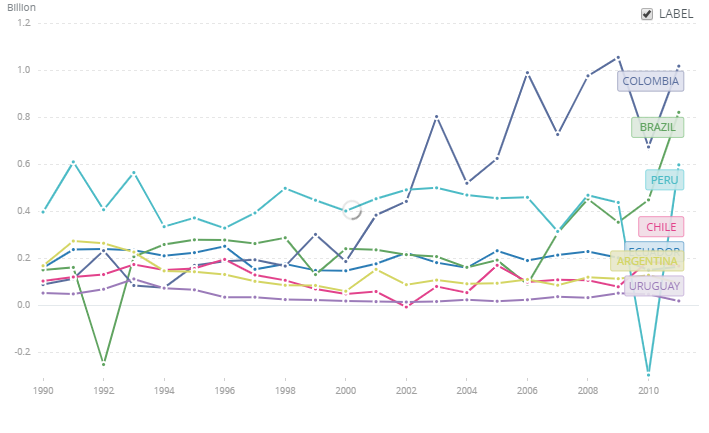 Billion
LABEL
1.2
1.0
0.8
0.6
0.4
0.2
0.0
-0.2
COLOMBIA
BRAZIL
PERU
CHILE
ECUADOR
ARGENTINA
URUGUAY
1990 1992 1994 1996 1998 2000 2002 2004 2006 2008 2010